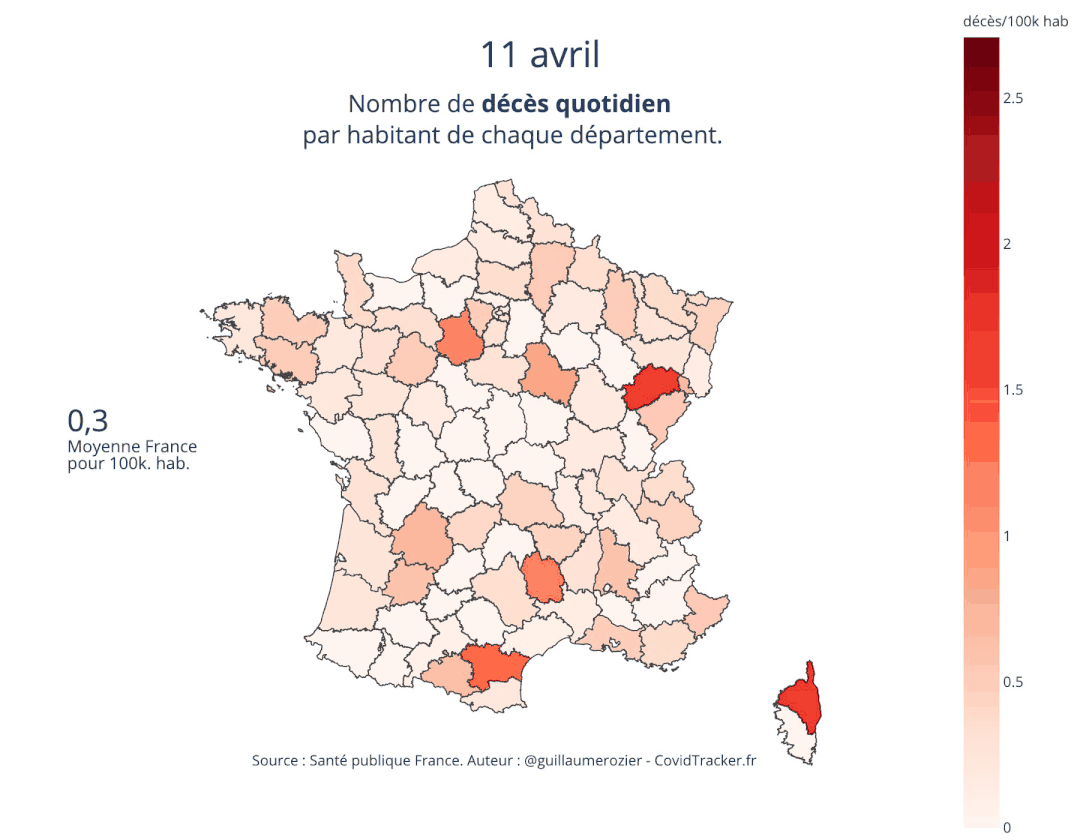 décès/100k hab
11 avril
Nombre de décès quotidien
par habitant de chaque département.
2.5
2
1.5
0,3
Moyenne France
pour 100k. hab.
1
0.5
Source : Santé publique France. Auteur : @guillaumerozier - CovidTracker.fr
0